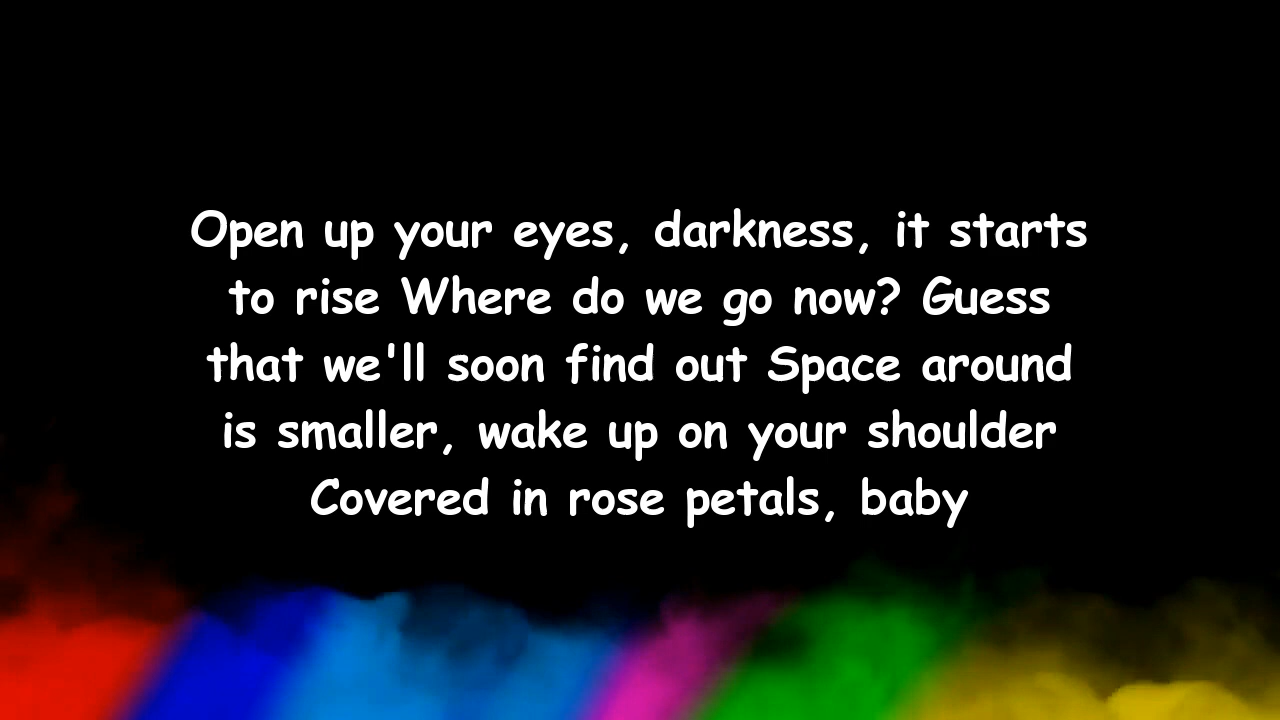 Open up your eyes, darkness, it starts
to rise Where do we go now? Guess
that we'll soon find out Space around
is smaller, wake up on your shoulder
Covered in rose petals, baby